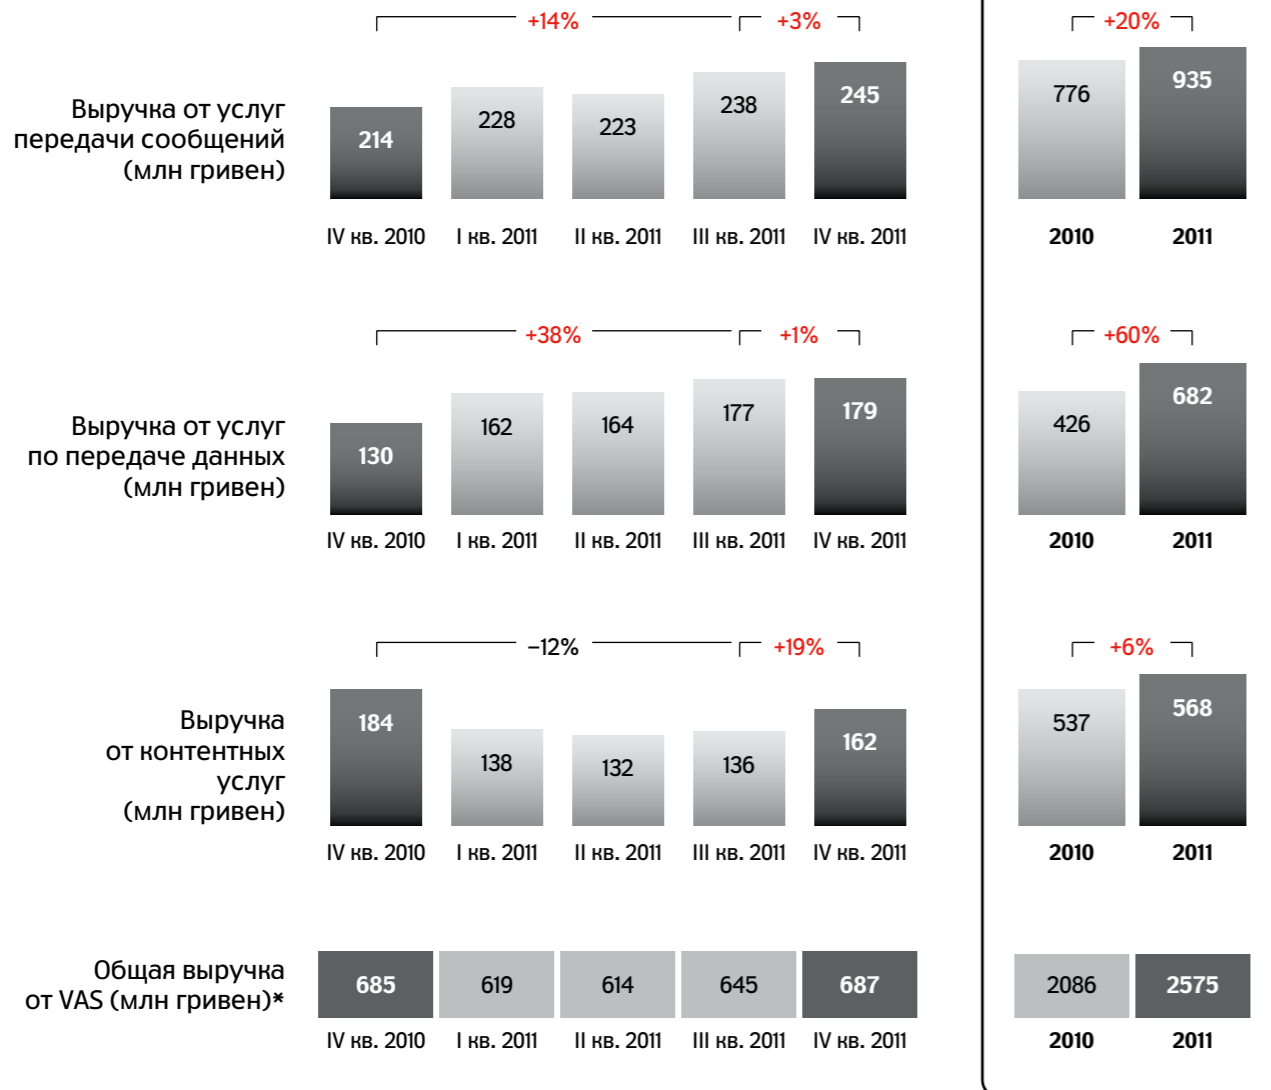 +14% +3% +20%
Выручка от услуг
передачи сообщений
(млн гривен)
214 228 223 238 245 776 935
IV кв. 2010 I кв. 2011 II кв. 2011 III кв. 2011 IV кв. 2011 2010 2011
+38% +1% +60%
Выручка от услуг
по передаче данных
(млн гривен)
130 162 164 177 179 426 682
IV кв. 2010 I кв. 2011 II кв. 2011 III кв. 2011 IV кв. 2011 2010 2011
–12% +19% +6%
Выручка
от контентных
услуг
(млн гривен)
184 138 132 136 162 537 568
IV кв. 2010 I кв. 2011 II кв. 2011 III кв. 2011 IV кв. 2011 2010 2011
Общая выручка
от VAS (млн гривен)*
685 619 614 645 687 2086 2575
IV кв. 2010 I кв. 2011 II кв. 2011 III кв. 2011 IV кв. 2011 2010 2011